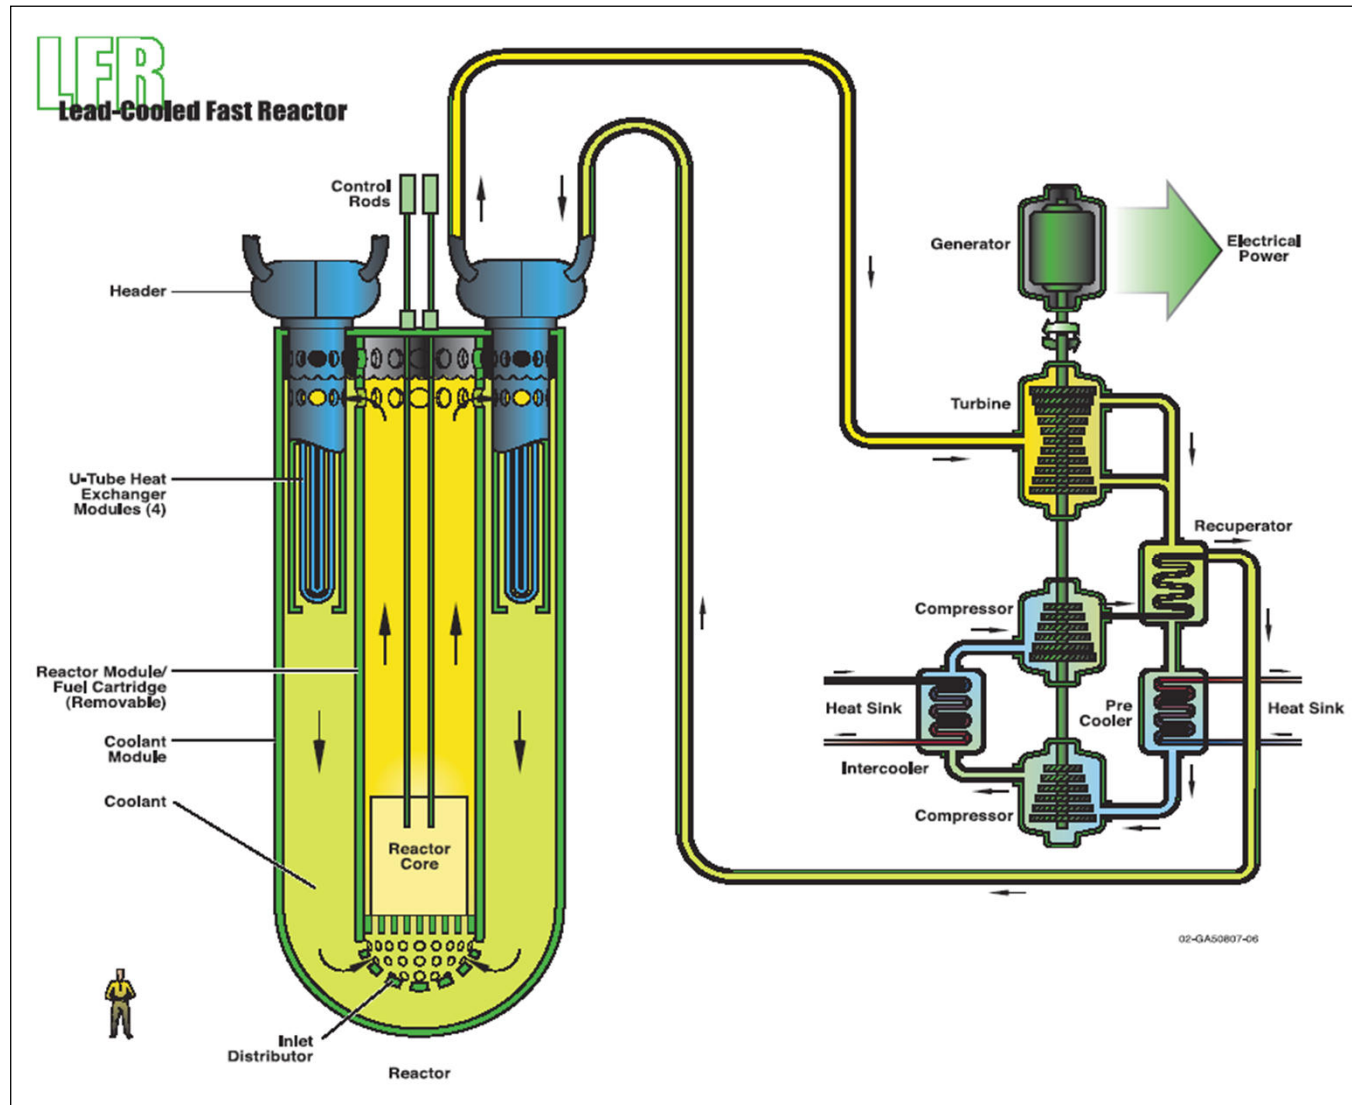 LFR
Lead-Cooled Fast Reactor
Control
Rods
Header
Generator
Electrical
Power
Turbine
U-Tube Heat
Exchanger
Modules (4)
Recuperator
Compressor
Reactor Module/
Fuel Cartridge
(Removable)
Heat Sink
Pre
Cooler
Heat Sink
Coolant
Module
Intercooler
Coolant
Compressor
Reactor
Core
02-GA50807-06
Inlet
Distributor
Reactor